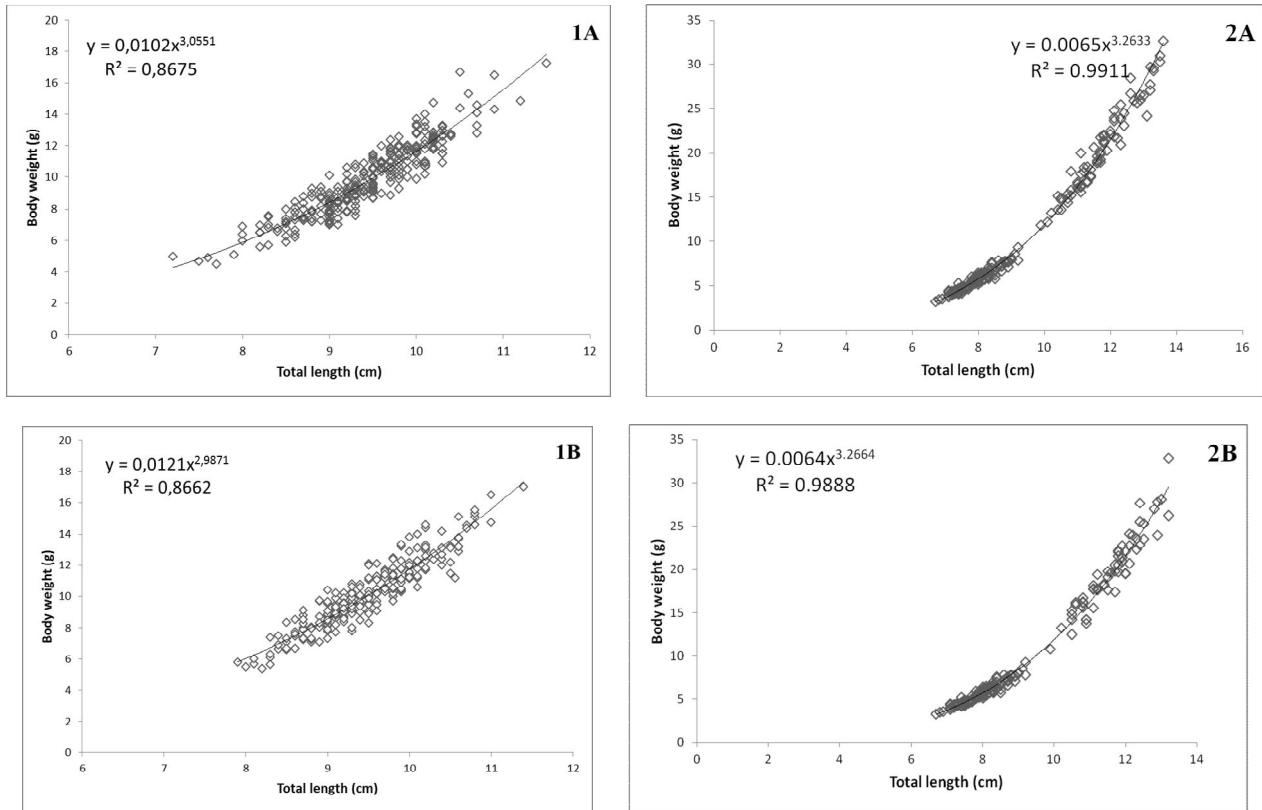 1A
y = 0,0102x^3,0551
R² = 0,8675
Body weight (g)
20
18
16
14
12
10
8
6
4
2
0
6 7 8 9 10 11 12
Total length (cm)
2A
y = 0.0065x^3.2633
R² = 0.9911
Body weight (g)
35
30
25
20
15
10
5
0
0 2 4 6 8 10 12 14 16
Total length (cm)
1B
y = 0,0121x^2,9871
R² = 0,8662
Body weight (g)
20
18
16
14
12
10
8
6
4
2
0
6 7 8 9 10 11 12
Total length (cm)
2B
y = 0.0064x^3.2664
R² = 0.9888
Body weight (g)
35
30
25
20
15
10
5
0
0 2 4 6 8 10 12 14
Total length (cm)